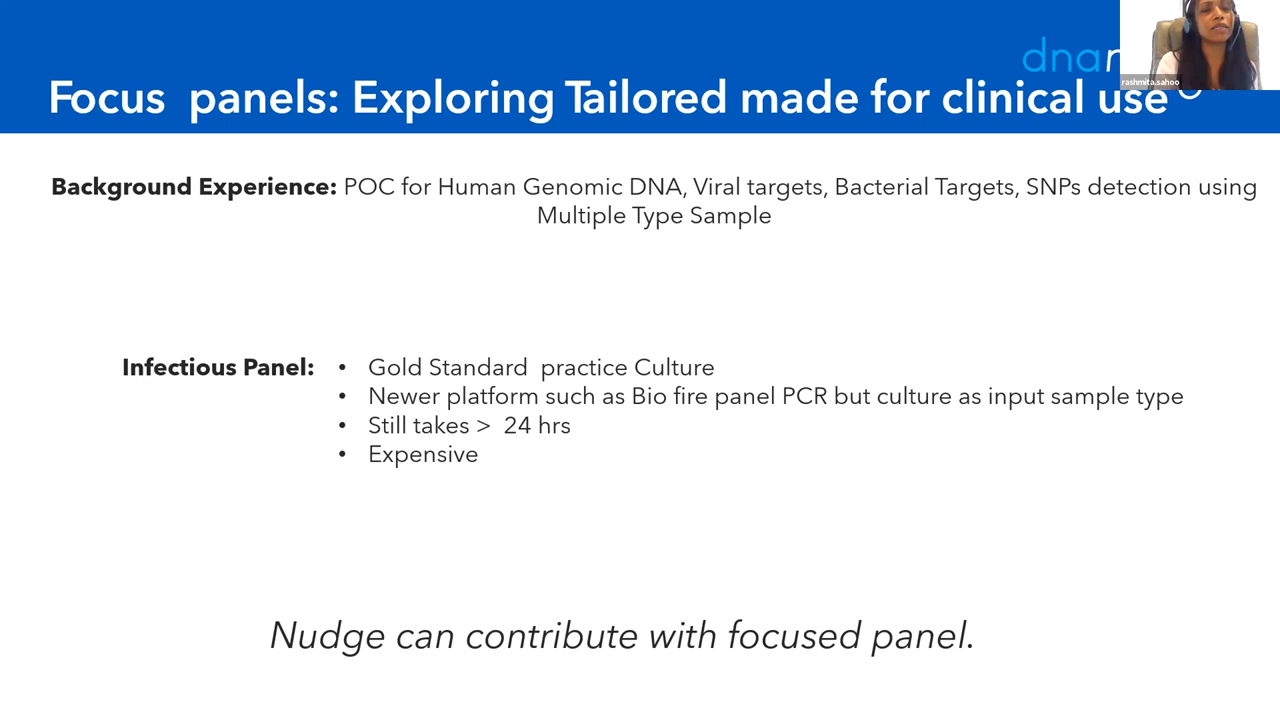 rashmita.sahoo
Focus panels: Exploring Tailored made for clinical use
Background Experience: POC for Human Genomic DNA, Viral targets, Bacterial Targets, SNPs detection using
Multiple Type Sample
Infectious Panel: • Gold Standard practice Culture
• Newer platform such as Bio fire panel PCR but culture as input sample type
• Still takes > 24 hrs
• Expensive
Nudge can contribute with focused panel.